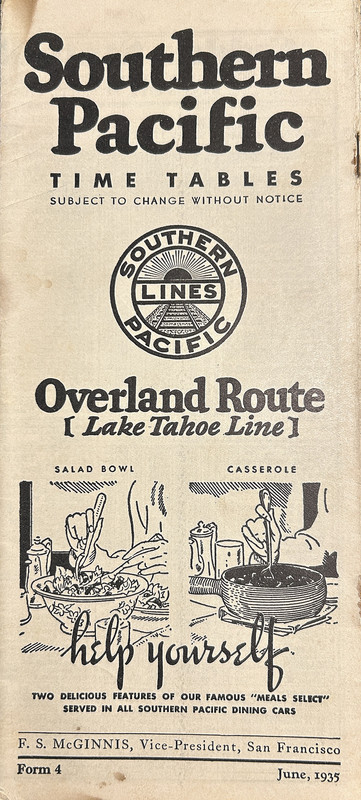 Southern
Pacific
TIME TABLES
SUBJECT TO CHANGE WITHOUT NOTICE
SOUTHERN
LINES
PACIFIC
Overland Route
[ Lake Tahoe Line ]
SALAD BOWL CASSEROLE
help yourself
TWO DELICIOUS FEATURES OF OUR FAMOUS "MEALS SELECT"
SERVED IN ALL SOUTHERN PACIFIC DINING CARS
F. S. McGINNIS, Vice-President, San Francisco
Form 4 June, 1935